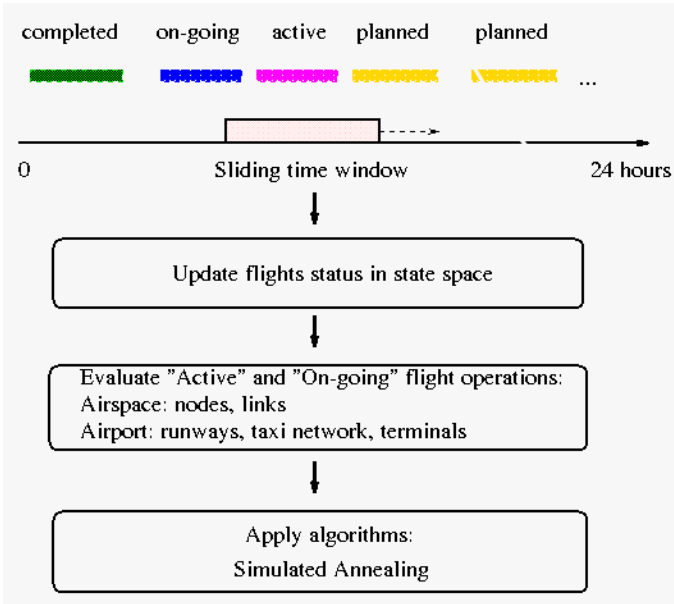 completed on-going active planned planned
...
0 Sliding time window 24 hours
Update flights status in state space
Evaluate "Active" and "On-going" flight operations:
Airspace: nodes, links
Airport: runways, taxi network, terminals
Apply algorithms:
Simulated Annealing